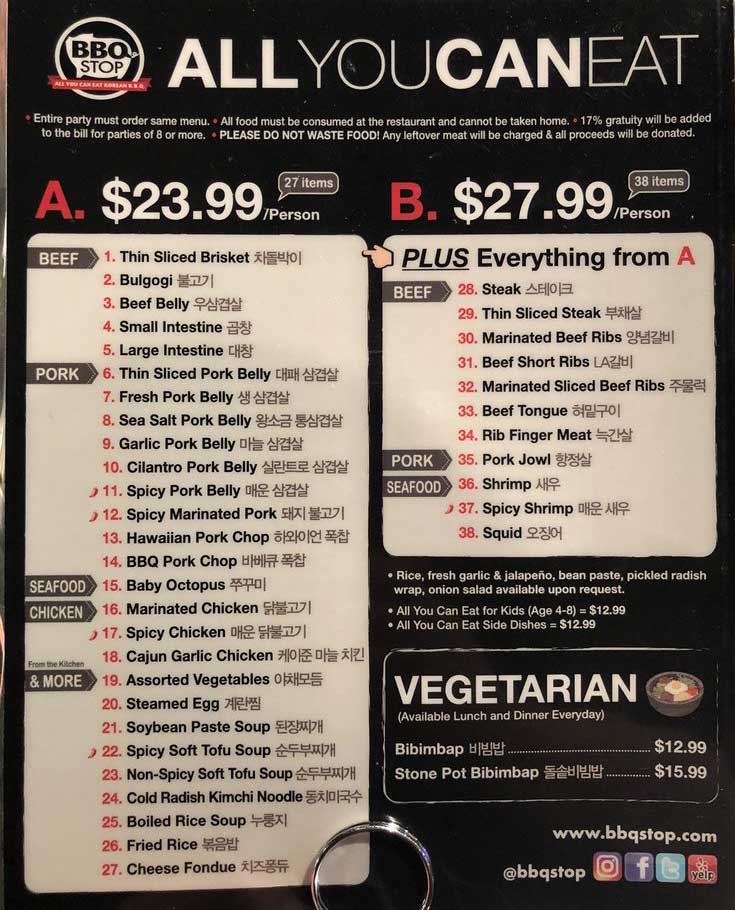 BBQ
STOP
ALL YOU CAN EAT KOREAN B.B.Q.
ALLYOUCANEAT
• Entire party must order same menu. • All food must be consumed at the restaurant and cannot be taken home. • 17% gratuity will be added
to the bill for parties of 8 or more. • PLEASE DO NOT WASTE FOOD! Any leftover meat will be charged & all proceeds will be donated.
A. $23.99/Person
27 items
BEEF
1. Thin Sliced Brisket 차돌박이
2. Bulgogi 불고기
3. Beef Belly 우삼겹살
4. Small Intestine 곱창
5. Large Intestine 대창
PORK
6. Thin Sliced Pork Belly 대패 삼겹살
7. Fresh Pork Belly 생 삼겹살
8. Sea Salt Pork Belly 왕소금 통삼겹살
9. Garlic Pork Belly 마늘 삼겹살
10. Cilantro Pork Belly 실란트로 삼겹살
11. Spicy Pork Belly 매운 삼겹살
12. Spicy Marinated Pork 돼지 불고기
13. Hawaiian Pork Chop 하와이언 폭찹
14. BBQ Pork Chop 바베큐 폭찹
SEAFOOD
15. Baby Octopus 쭈꾸미
CHICKEN
16. Marinated Chicken 닭불고기
17. Spicy Chicken 매운 닭불고기
18. Cajun Garlic Chicken 케이준 마늘 치킨
From the Kitchen
& MORE
19. Assorted Vegetables 야채모듬
20. Steamed Egg 계란찜
21. Soybean Paste Soup 된장찌개
22. Spicy Soft Tofu Soup 순두부찌개
23. Non-Spicy Soft Tofu Soup 순두부찌개
24. Cold Radish Kimchi Noodle 동치미국수
25. Boiled Rice Soup 누룽지
26. Fried Rice 볶음밥
27. Cheese Fondue 치즈퐁듀
B. $27.99/Person
38 items
PLUS Everything from A
BEEF
28. Steak 스테이크
29. Thin Sliced Steak 부채살
30. Marinated Beef Ribs 양념갈비
31. Beef Short Ribs LA갈비
32. Marinated Sliced Beef Ribs 주물럭
33. Beef Tongue 혀밑구이
34. Rib Finger Meat 늑간살
PORK
35. Pork Jowl 항정살
SEAFOOD
36. Shrimp 새우
37. Spicy Shrimp 매운 새우
38. Squid 오징어
• Rice, fresh garlic & jalapeño, bean paste, pickled radish
wrap, onion salad available upon request.
• All You Can Eat for Kids (Age 4-8) = $12.99
• All You Can Eat Side Dishes = $12.99
VEGETARIAN
(Available Lunch and Dinner Everyday)
Bibimbap 비빔밥 $12.99
Stone Pot Bibimbap 돌솥비빔밥 $15.99
www.bbqstop.com
@bbqstop
yelp